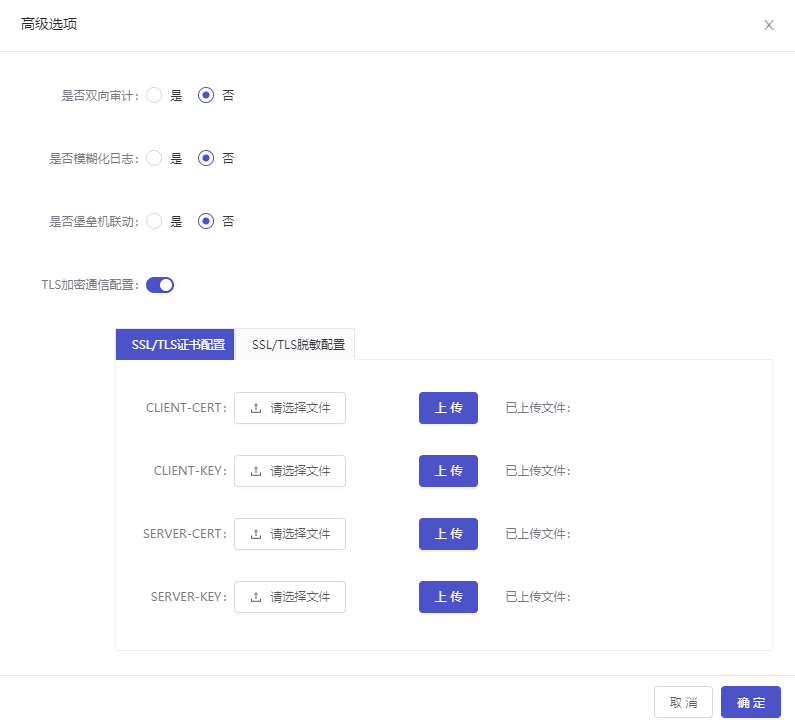 高级选项
是否双向审计: 是 否
是否模糊化日志: 是 否
是否堡垒机联动: 是 否
TLS加密通信配置:
SSL/TLS证书配置 SSL/TLS脱敏配置
CLIENT-CERT: 请选择文件 上 传 已上传文件:
CLIENT-KEY: 请选择文件 上 传 已上传文件:
SERVER-CERT: 请选择文件 上 传 已上传文件:
SERVER-KEY: 请选择文件 上 传 已上传文件:
取 消 确 定